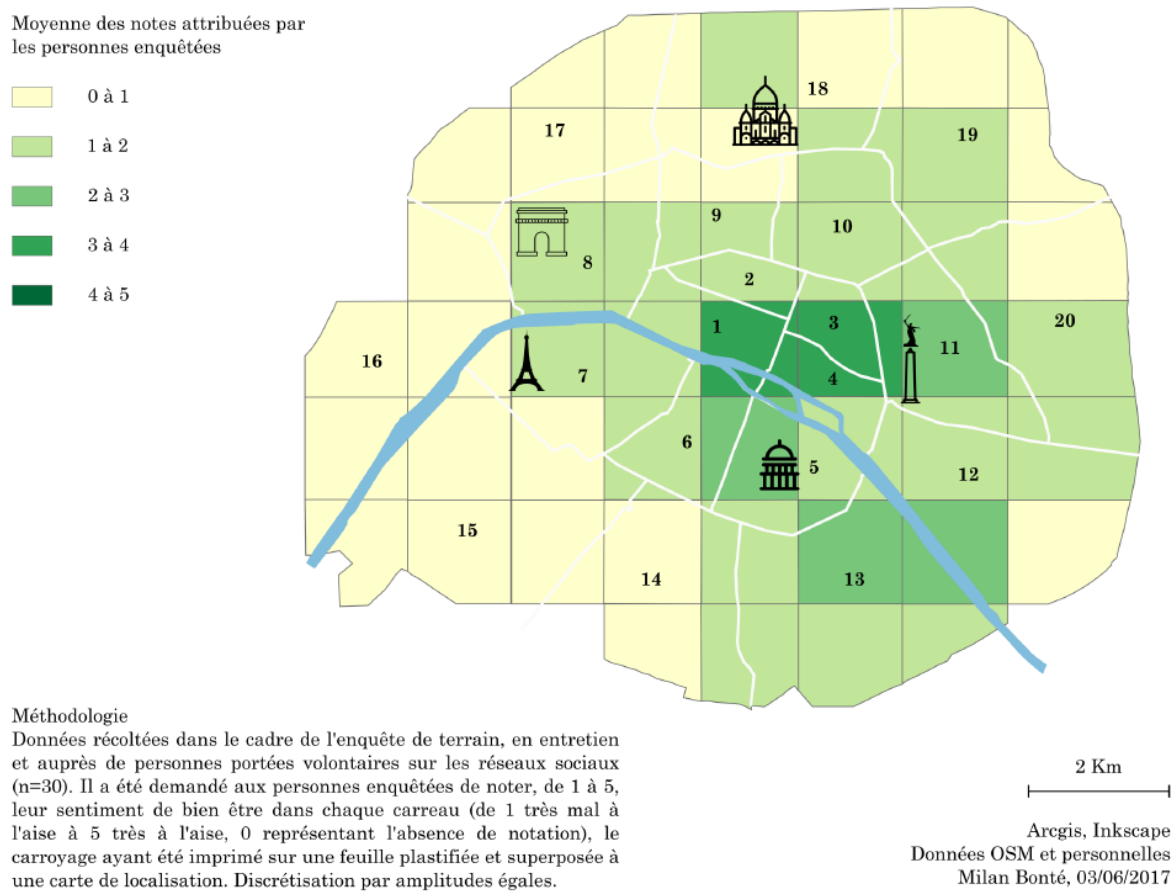 Moyenne des notes attribuées par
les personnes enquêtées
0 à 1
1 à 2
2 à 3
3 à 4
4 à 5
18
17
19
9
10
8
2
1
3
11
20
16
7
4
6
5
12
15
14
13
Méthodologie
Données récoltées dans le cadre de l'enquête de terrain, en entretien
et auprès de personnes portées volontaires sur les réseaux sociaux
(n=30). Il a été demandé aux personnes enquêtées de noter, de 1 à 5,
leur sentiment de bien être dans chaque carreau (de 1 très mal à
l'aise à 5 très à l'aise, 0 représentant l'absence de notation), le
carroyage ayant été imprimé sur une feuille plastifiée et superposée à
une carte de localisation. Discrétisation par amplitudes égales.
2 Km
Arcgis, Inkscape
Données OSM et personnelles
Milan Bonté, 03/06/2017